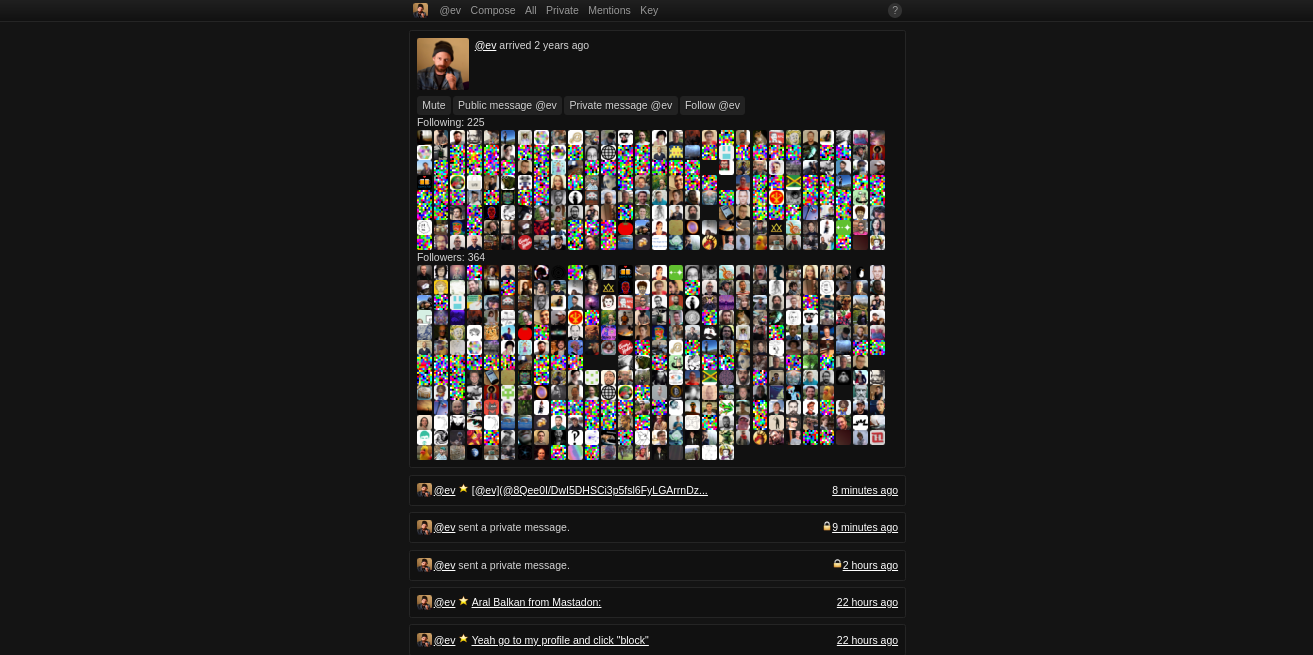 @ev Compose All Private Mentions Key ?
@ev arrived 2 years ago
Mute Public message @ev Private message @ev Follow @ev
Following: 225
Followers: 364
@ev [@ev](@8Qee0I/DwI5DHSCi3p5fsl6FyLGArrnDz... 8 minutes ago
@ev sent a private message. 9 minutes ago
@ev sent a private message. 2 hours ago
@ev Aral Balkan from Mastadon: 22 hours ago
@ev Yeah go to my profile and click "block" 22 hours ago